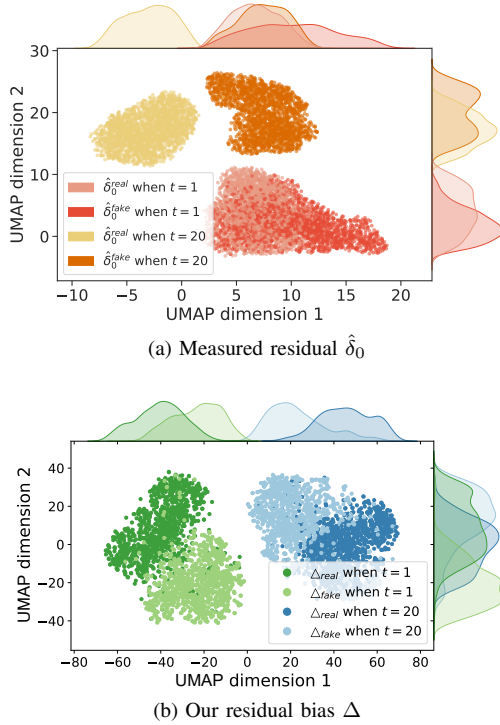 30
20
10
0
UMAP dimension 2
δ̂₀^real when t = 1
δ̂₀^fake when t = 1
δ̂₀^real when t = 20
δ̂₀^fake when t = 20
−10 −5 0 5 10 15 20
UMAP dimension 1
(a) Measured residual δ̂₀
40
20
0
−20
−40
UMAP dimension 2
△real when t = 1
△fake when t = 1
△real when t = 20
△fake when t = 20
−80 −60 −40 −20 0 20 40 60 80
UMAP dimension 1
(b) Our residual bias Δ